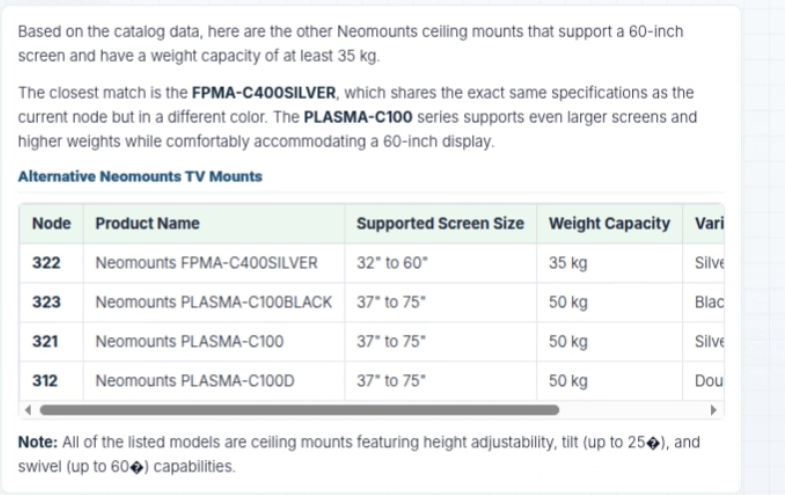 Based on the catalog data, here are the other Neomounts ceiling mounts that support a 60-inch
screen and have a weight capacity of at least 35 kg.
The closest match is the FPMA-C400SILVER, which shares the exact same specifications as the
current node but in a different color. The PLASMA-C100 series supports even larger screens and
higher weights while comfortably accommodating a 60-inch display.
Alternative Neomounts TV Mounts
Node Product Name Supported Screen Size Weight Capacity Vari
322 Neomounts FPMA-C400SILVER 32" to 60" 35 kg Silve
323 Neomounts PLASMA-C100BLACK 37" to 75" 50 kg Blac
321 Neomounts PLASMA-C100 37" to 75" 50 kg Silve
312 Neomounts PLASMA-C100D 37" to 75" 50 kg Dou
Note: All of the listed models are ceiling mounts featuring height adjustability, tilt (up to 25�), and
swivel (up to 60�) capabilities.